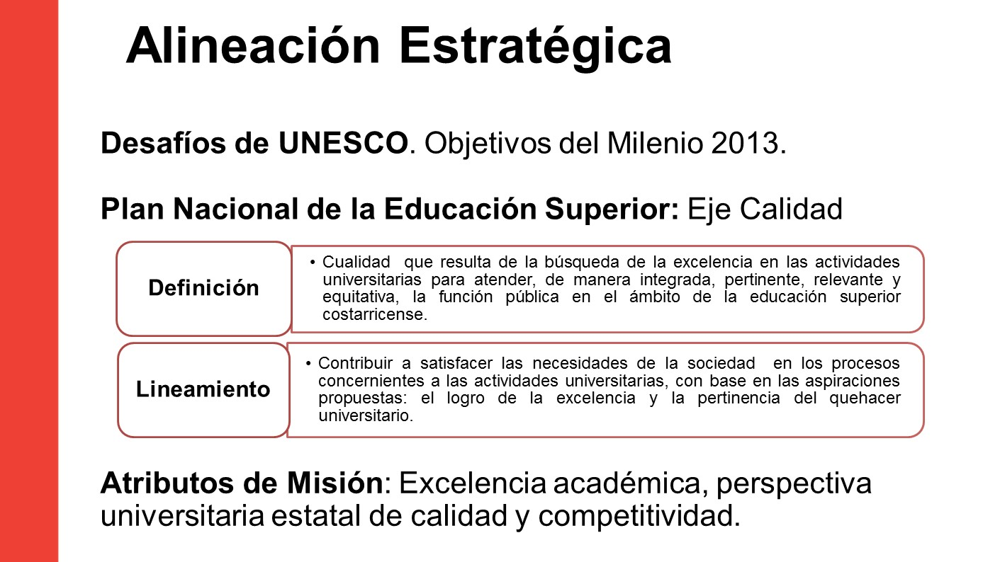 Alineación Estratégica
Desafíos de UNESCO. Objetivos del Milenio 2013.
Plan Nacional de la Educación Superior: Eje Calidad
Definición
• Cualidad que resulta de la búsqueda de la excelencia en las actividades
universitarias para atender, de manera integrada, pertinente, relevante y
equitativa, la función pública en el ámbito de la educación superior
costarricense.
Lineamiento
• Contribuir a satisfacer las necesidades de la sociedad en los procesos
concernientes a las actividades universitarias, con base en las aspiraciones
propuestas: el logro de la excelencia y la pertinencia del quehacer
universitario.
Atributos de Misión: Excelencia académica, perspectiva
universitaria estatal de calidad y competitividad.